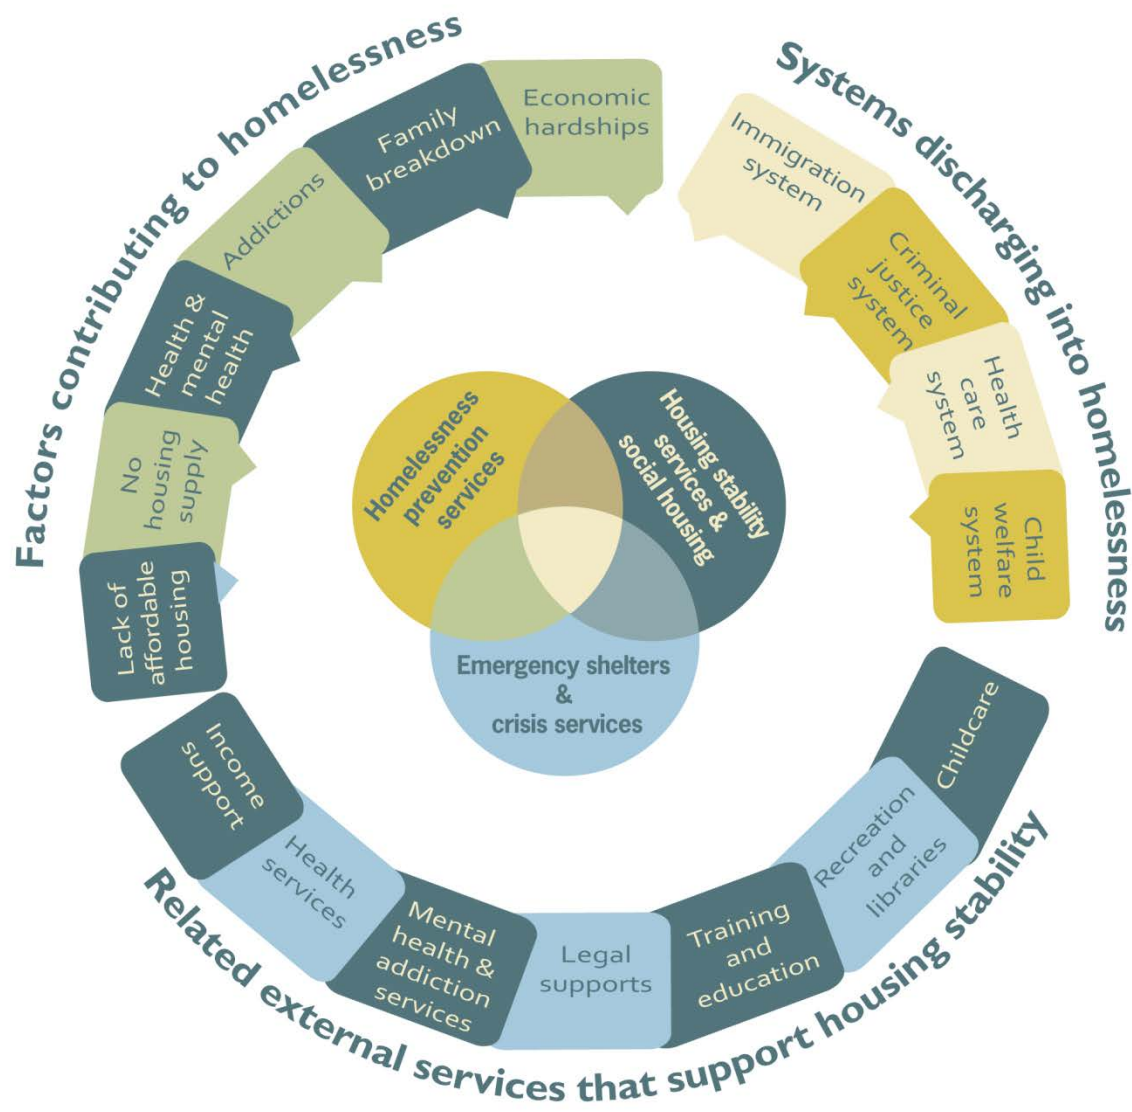 Factors contributing to homelessness
Economic
hardships
Family
breakdown
Addictions
Health &
mental
health
No
housing
supply
Lack of
affordable
housing
Systems discharging into homelessness
Immigration
system
Criminal
justice
system
Health
care
system
Child
welfare
system
Homelessness
prevention
services
Housing stability
services &
social housing
Emergency shelters
&
crisis services
Income
support
Health
services
Mental
health &
addiction
services
Legal
supports
Training
and
education
Recreation
and
libraries
Childcare
Related external services that support housing stability